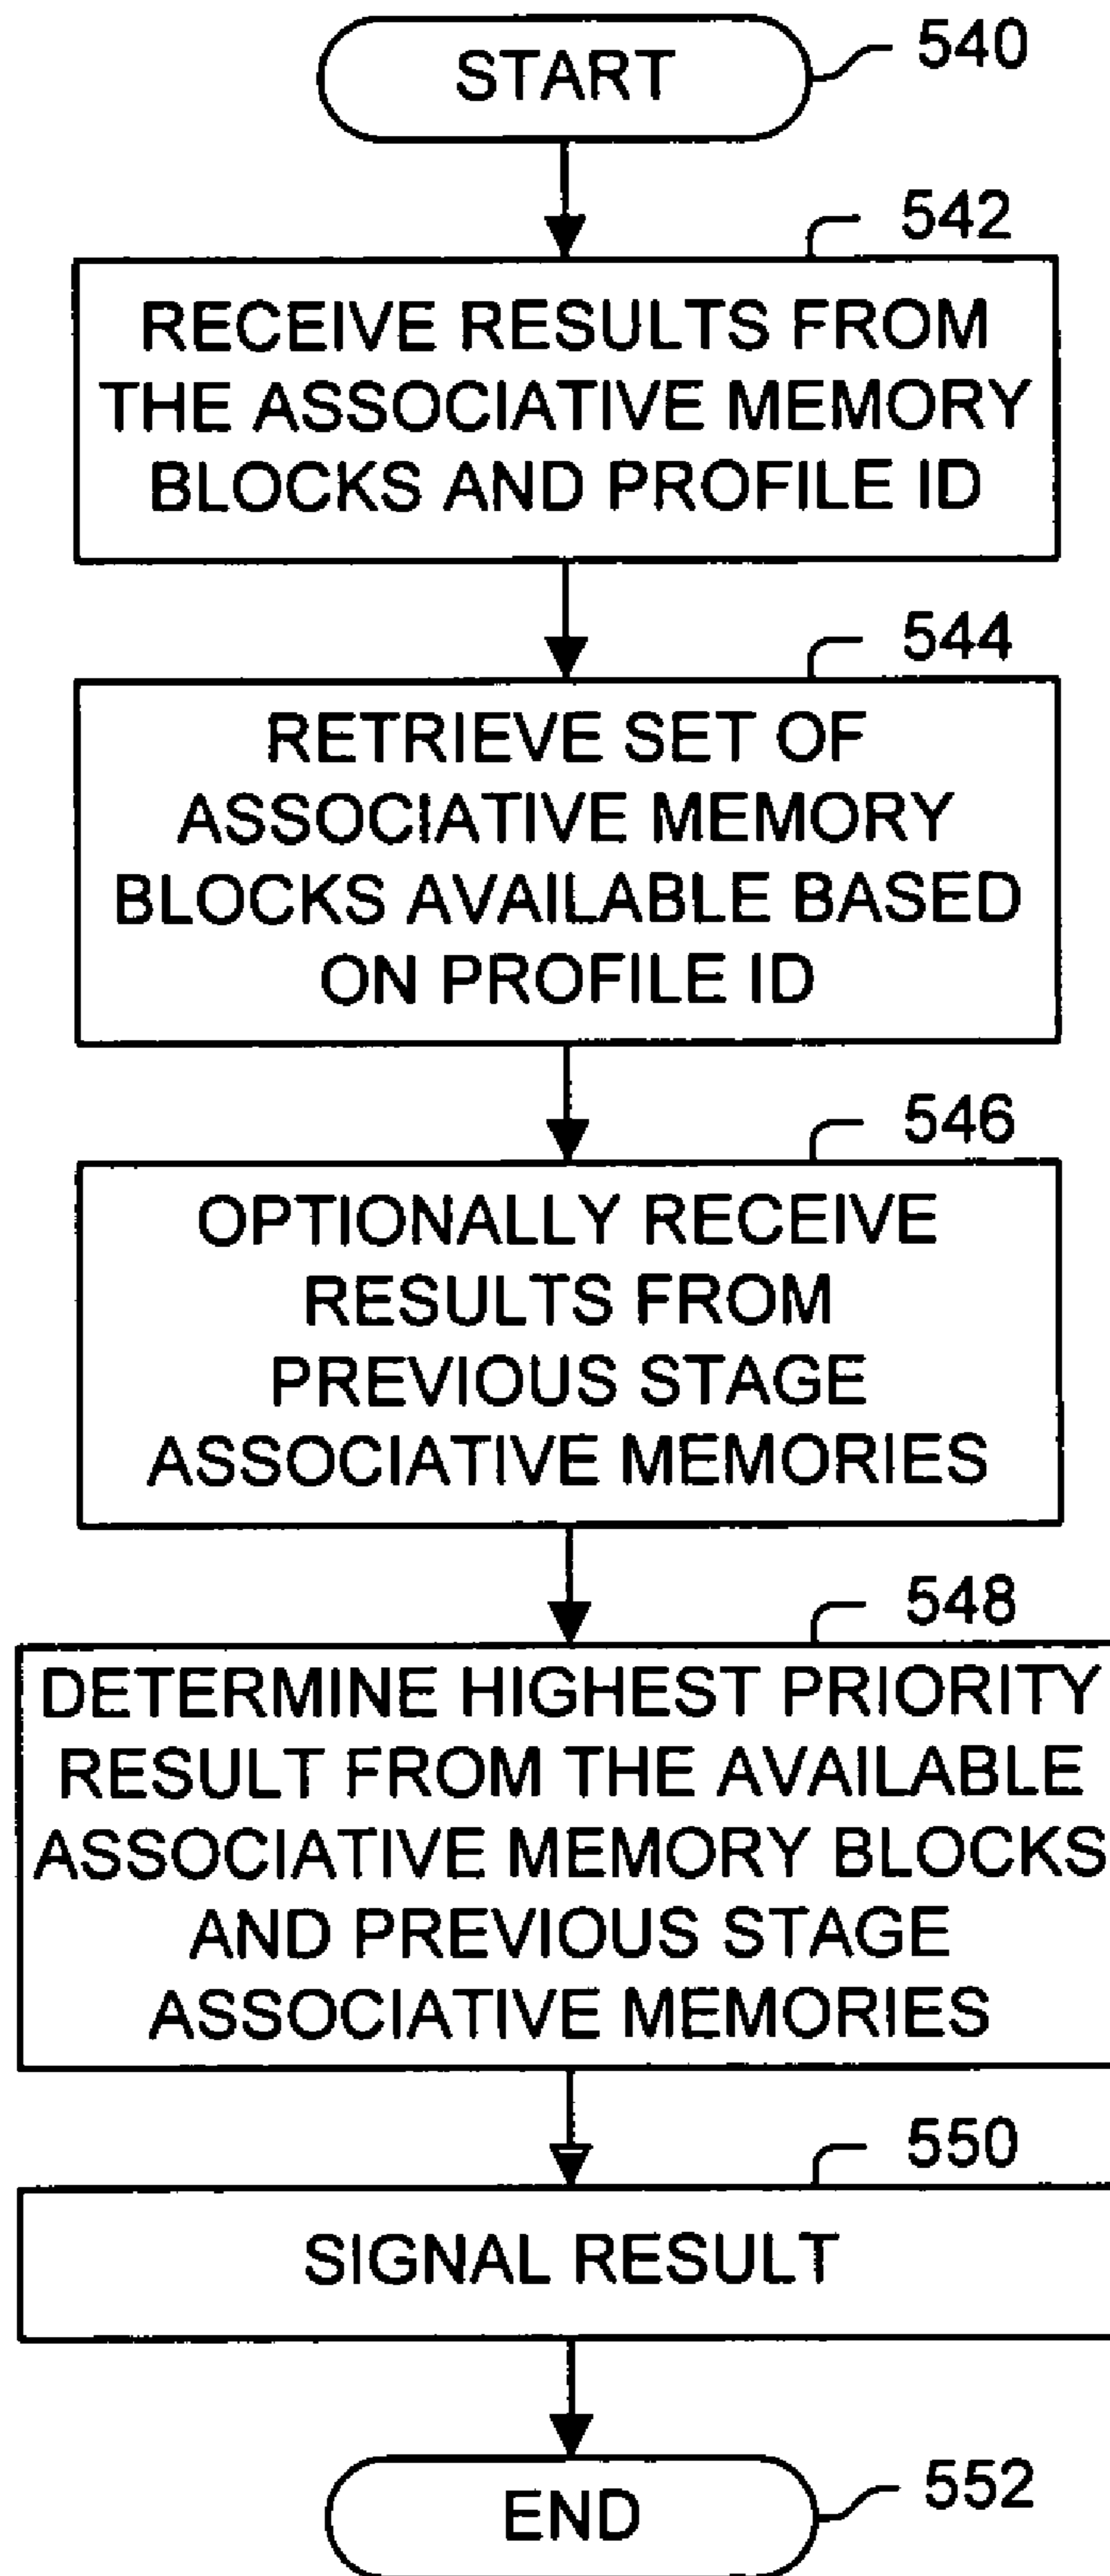 START
540
542
RECEIVE RESULTS FROM
THE ASSOCIATIVE MEMORY
BLOCKS AND PROFILE ID
544
RETRIEVE SET OF
ASSOCIATIVE MEMORY
BLOCKS AVAILABLE BASED
ON PROFILE ID
546
OPTIONALLY RECEIVE
RESULTS FROM
PREVIOUS STAGE
ASSOCIATIVE MEMORIES
548
DETERMINE HIGHEST PRIORITY
RESULT FROM THE AVAILABLE
ASSOCIATIVE MEMORY BLOCKS
AND PREVIOUS STAGE
ASSOCIATIVE MEMORIES
550
SIGNAL RESULT
END
552